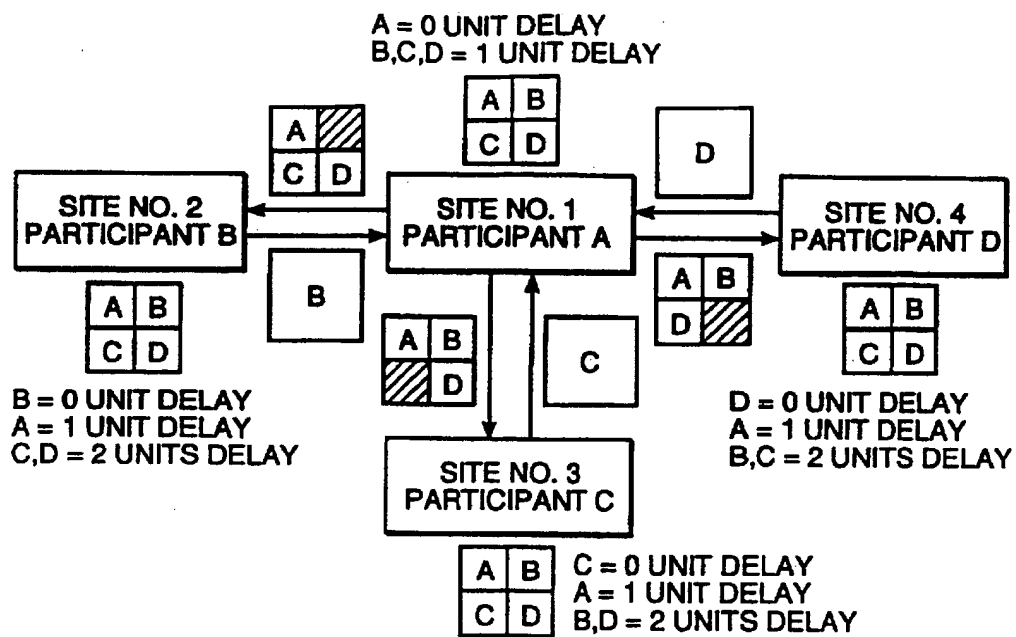 A = 0 UNIT DELAY
B,C,D = 1 UNIT DELAY
A B
C D
A
C D
D
SITE NO. 2
PARTICIPANT B
SITE NO. 1
PARTICIPANT A
SITE NO. 4
PARTICIPANT D
B
A B
D
A B
C D
A B
D
C
A B
C D
B = 0 UNIT DELAY
A = 1 UNIT DELAY
C,D = 2 UNITS DELAY
D = 0 UNIT DELAY
A = 1 UNIT DELAY
B,C = 2 UNITS DELAY
SITE NO. 3
PARTICIPANT C
A B
C D
C = 0 UNIT DELAY
A = 1 UNIT DELAY
B,D = 2 UNITS DELAY